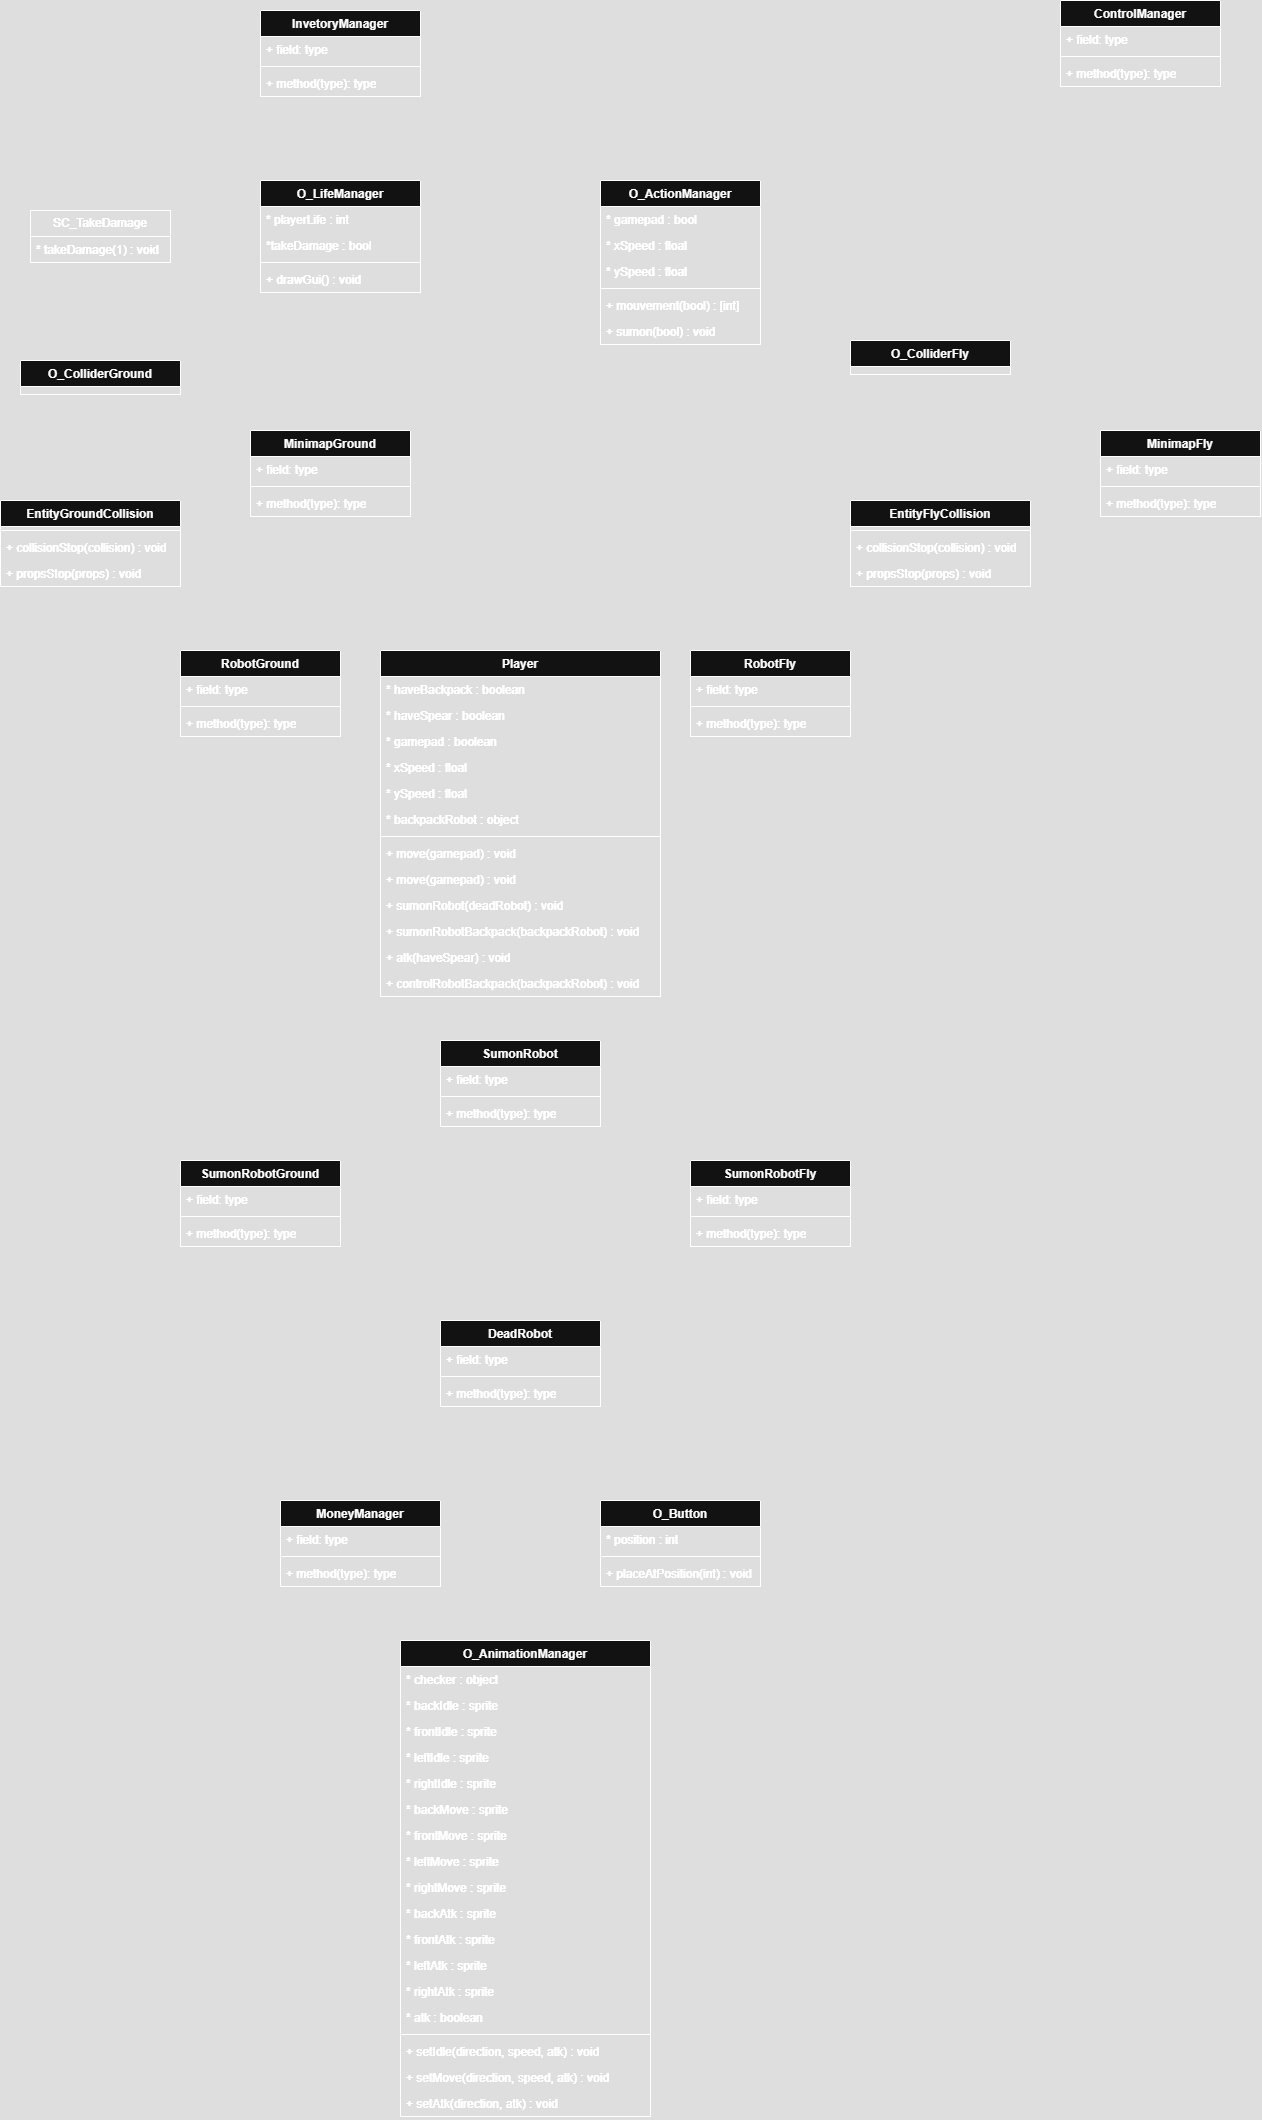 InvetoryManager
+ field: type
+ method(type): type
ControlManager
+ field: type
+ method(type): type
SC_TakeDamage
* takeDamage(1) : void
O_LifeManager
* playerLife : int
*takeDamage : bool
+ drawGui() : void
O_ActionManager
* gamepad : bool
* xSpeed : float
* ySpeed : float
+ mouvement(bool) : [int]
+ sumon(bool) : void
O_ColliderGround
O_ColliderFly
MinimapGround
+ field: type
+ method(type): type
MinimapFly
+ field: type
+ method(type): type
EntityGroundCollision
+ collisionStop(collision) : void
+ propsStop(props) : void
EntityFlyCollision
+ collisionStop(collision) : void
+ propsStop(props) : void
RobotGround
+ field: type
+ method(type): type
Player
* haveBackpack : boolean
* haveSpear : boolean
* gamepad : boolean
* xSpeed : float
* ySpeed : float
* backpackRobot : object
+ move(gamepad) : void
+ move(gamepad) : void
+ sumonRobot(deadRobot) : void
+ sumonRobotBackpack(backpackRobot) : void
+ atk(haveSpear) : void
+ controlRobotBackpack(backpackRobot) : void
RobotFly
+ field: type
+ method(type): type
SumonRobot
+ field: type
+ method(type): type
SumonRobotGround
+ field: type
+ method(type): type
SumonRobotFly
+ field: type
+ method(type): type
DeadRobot
+ field: type
+ method(type): type
MoneyManager
+ field: type
+ method(type): type
O_Button
* position : int
+ placeAtPosition(int) : void
O_AnimationManager
* checker : object
* backIdle : sprite
* frontIdle : sprite
* leftIdle : sprite
* rightIdle : sprite
* backMove : sprite
* frontMove : sprite
* leftMove : sprite
* rightMove : sprite
* backAtk : sprite
* frontAtk : sprite
* leftAtk : sprite
* rightAtk : sprite
* atk : boolean
+ setIdle(direction, speed, atk) : void
+ setMove(direction, speed, atk) : void
+ setAtk(direction, atk) : void